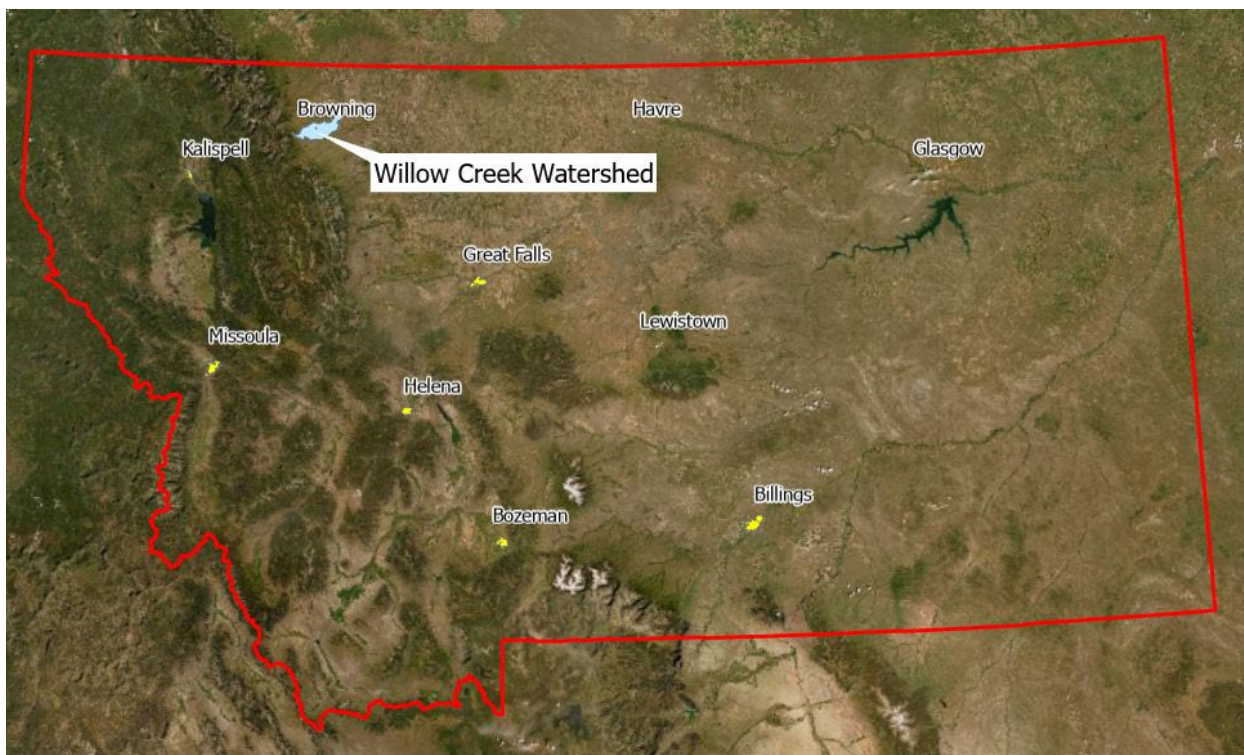 Browning
Havre
Kalispell
Glasgow
Willow Creek Watershed
Great Falls
Lewistown
Missoula
Helena
Billings
Bozeman